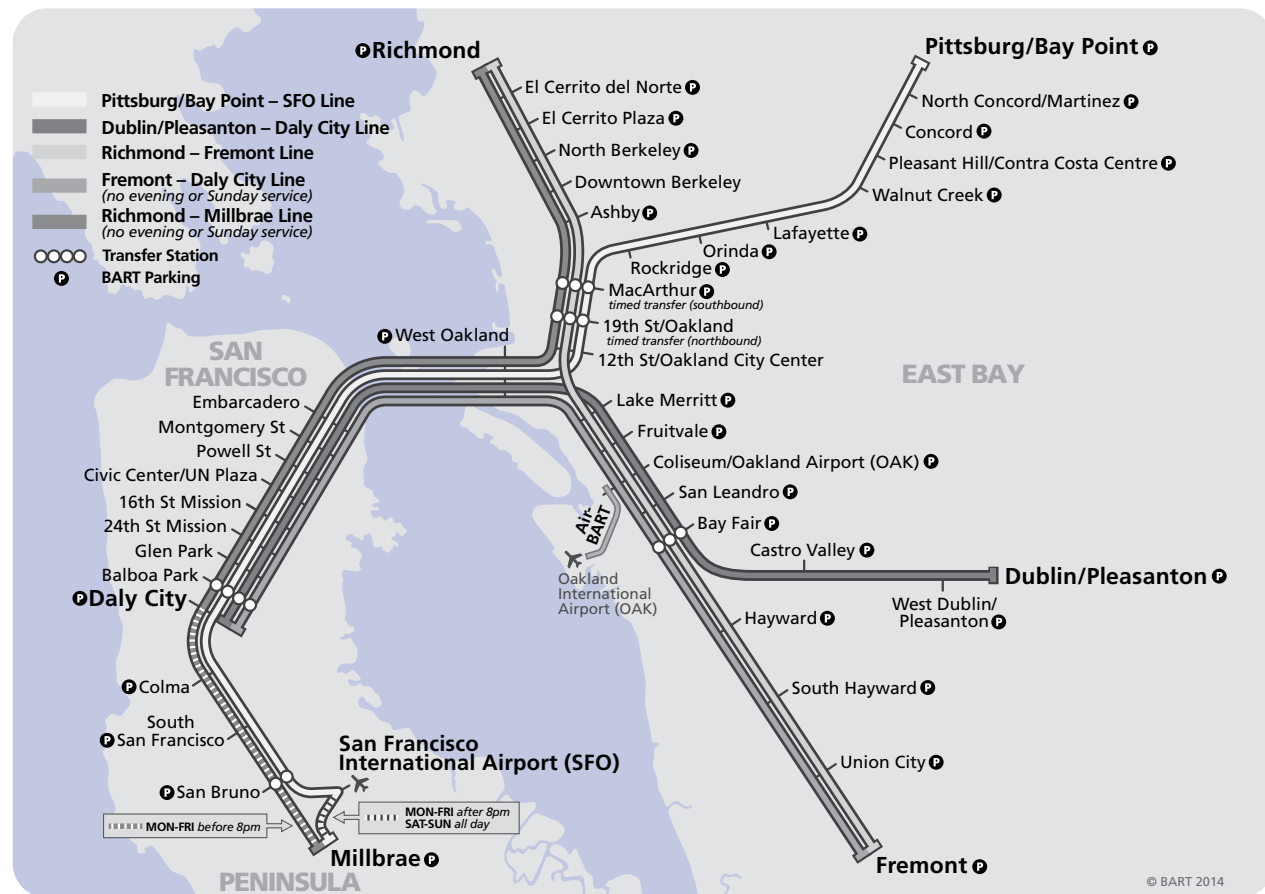 P Richmond
Pittsburg/Bay Point P
Pittsburg/Bay Point – SFO Line
Dublin/Pleasanton – Daly City Line
Richmond – Fremont Line
Fremont – Daly City Line
(no evening or Sunday service)
Richmond – Millbrae Line
(no evening or Sunday service)
Transfer Station
P BART Parking
El Cerrito del Norte P
El Cerrito Plaza P
North Berkeley P
Downtown Berkeley
Ashby P
North Concord/Martinez P
Concord P
Pleasant Hill/Contra Costa Centre P
Walnut Creek P
Lafayette P
Orinda P
Rockridge P
MacArthur P
timed transfer (southbound)
19th St/Oakland
timed transfer (northbound)
12th St/Oakland City Center
P West Oakland
SAN
FRANCISCO
EAST BAY
Embarcadero
Montgomery St
Powell St
Civic Center/UN Plaza
16th St Mission
24th St Mission
Glen Park
Balboa Park
P Daly City
Lake Merritt P
Fruitvale P
Coliseum/Oakland Airport (OAK) P
San Leandro P
Bay Fair P
Castro Valley P
Dublin/Pleasanton P
West Dublin/
Pleasanton P
Air-
BART
Oakland
International
Airport (OAK)
Hayward P
South Hayward P
Union City P
Fremont P
P Colma
South
P San Francisco
San Francisco
International Airport (SFO)
P San Bruno
MON-FRI before 8pm
MON-FRI after 8pm
SAT-SUN all day
Millbrae P
PENINSULA
© BART 2014